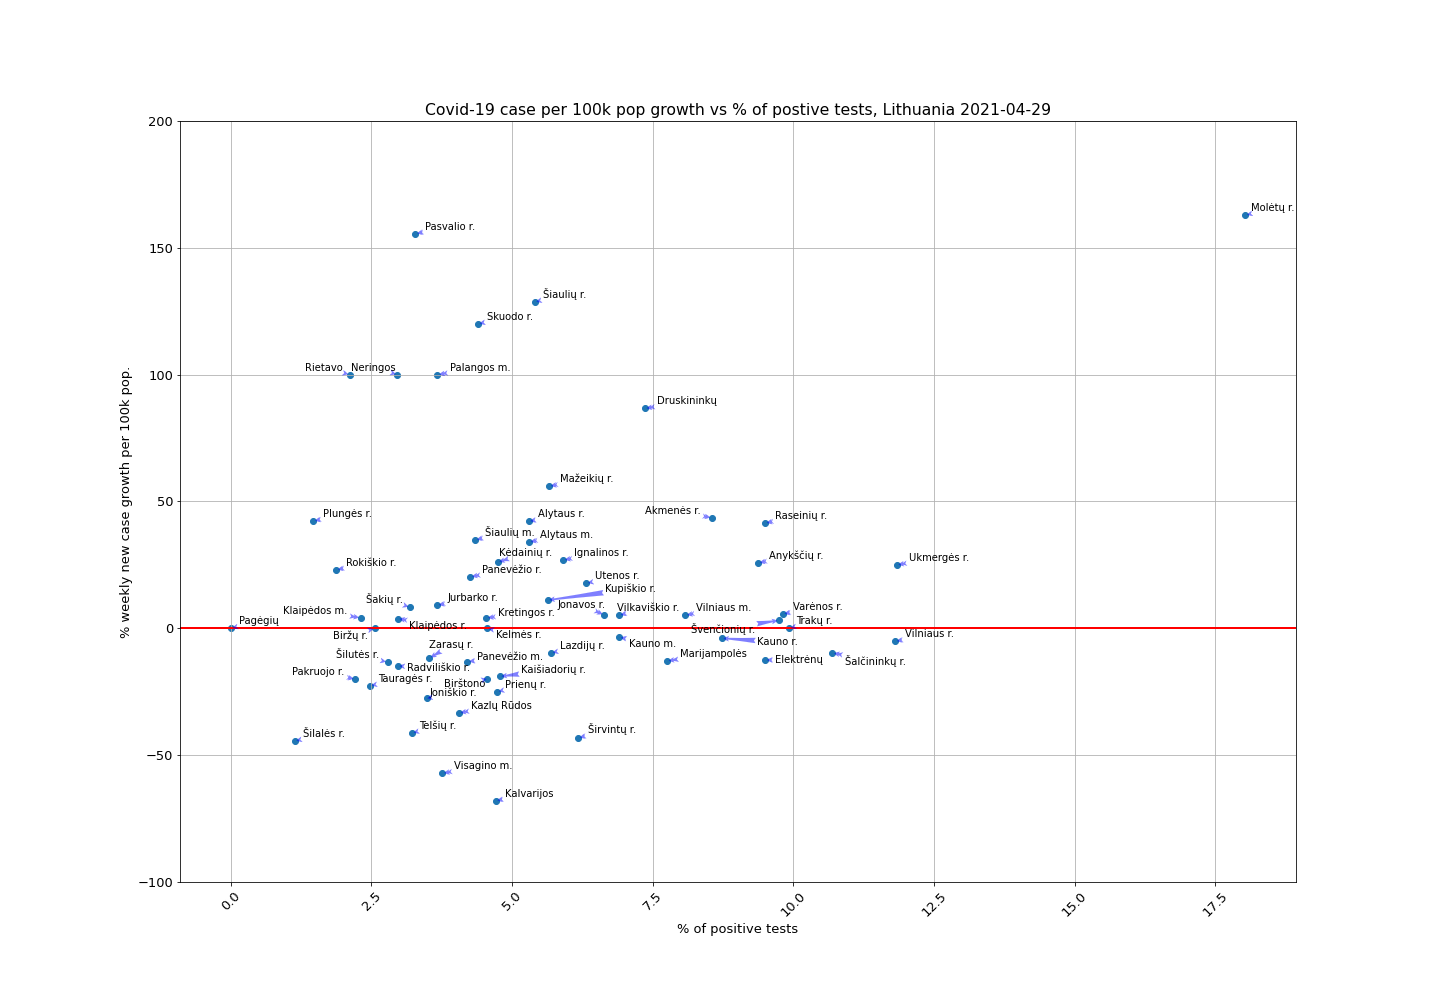 Covid-19 case per 100k pop growth vs % of postive tests, Lithuania 2021-04-29
200
Molėtų r.
Pasvalio r.
150
Šiaulių r.
Skuodo r.
Rietavo
Neringos
Palangos m.
100
Druskininkų
Mažeikių r.
50
Plungės r.
Alytaus r.
Akmenės r.
Raseinių r.
Šiaulių m.
Alytaus m.
Kėdainių r.
Ignalinos r.
Anykščių r.
Ukmergės r.
Rokiškio r.
Panevėžio r.
Utenos r.
Kupiškio r.
Šakių r.
Jurbarko r.
Jonavos r.
Klaipėdos m.
Kretingos r.
Vilkaviškio r.
Vilniaus m.
Varėnos r.
Pagėgių
Klaipėdos r.
Trakų r.
0
Biržų r.
Kelmės r.
Švenčionių r.
Kauno r.
Vilniaus r.
Zarasų r.
Lazdijų r.
Kauno m.
Šilutės r.
Panevėžio m.
Marijampolės
Elektrėnų
Šalčininkų r.
Radviliškio r.
Kaišiadorių r.
Pakruojo r.
Tauragės r.
Birštono
Prienų r.
Joniškio r.
Kazlų Rūdos
Telšių r.
Širvintų r.
Šilalės r.
−50
Visagino m.
Kalvarijos
−100
0.0
2.5
5.0
7.5
10.0
12.5
15.0
17.5
% of positive tests
% weekly new case growth per 100k pop.